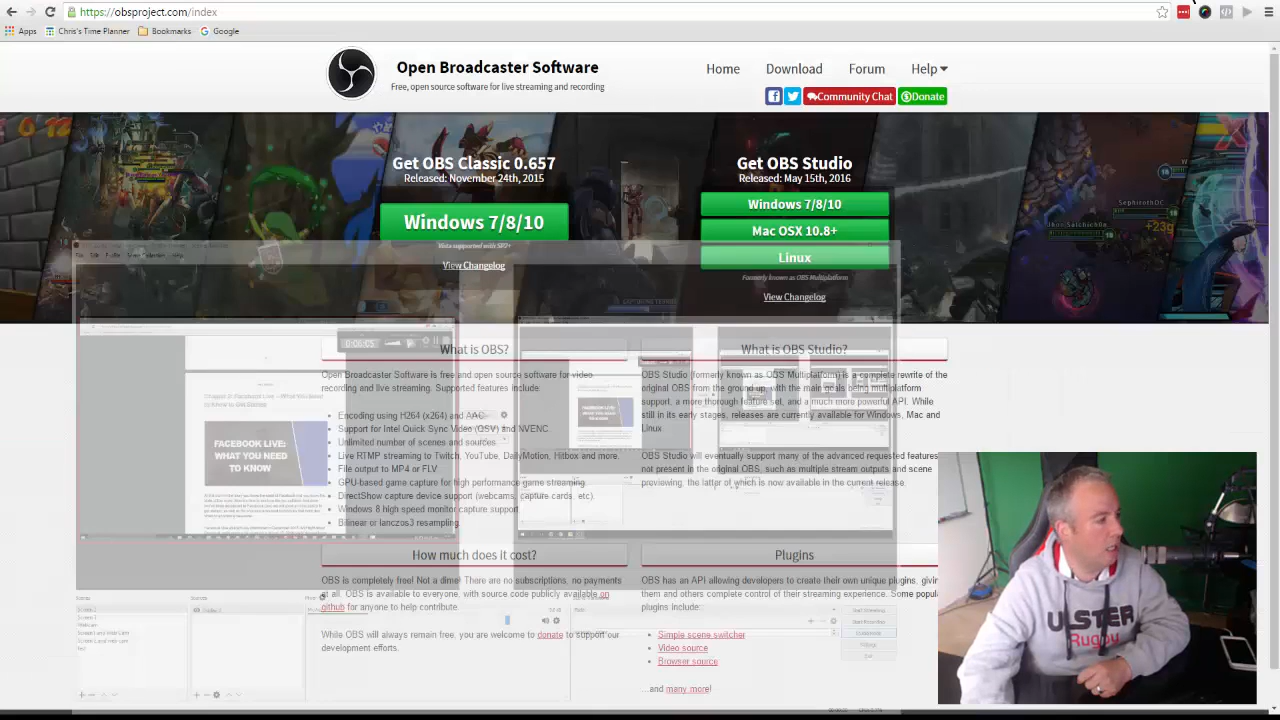 https://obsproject.com/index
Apps
Chris's Time Planner
Bookmarks
Google
Open Broadcaster Software
Free, open source software for live streaming and recording
Home
Download
Forum
Help
Community Chat
Donate
Get OBS Classic 0.657
Released: November 24th, 2015
Windows 7/8/10
View Changelog
Get OBS Studio
Released: May 15th, 2016
Windows 7/8/10
Mac OSX 10.8+
Linux
Formerly known as OBS Multiplatform
View Changelog
SephirothDC
+23g
0:06:05
FACEBOOK LIVE:
WHAT YOU NEED
TO KNOW
What is OBS?
Open Broadcaster Software is free and open source software for video
recording and live streaming. Supported features include:
Encoding using H264 (x264) and AAC.
Support for Intel Quick Sync Video (QSV) and NVENC.
Unlimited number of scenes and sources.
Live RTMP streaming to Twitch, YouTube, DailyMotion, Hitbox and more.
File output to MP4 or FLV.
GPU-based game capture for high performance game streaming.
DirectShow capture device support (webcams, capture cards, etc).
Windows 8 high speed monitor capture support.
Bilinear or lanczos3 resampling.
What is OBS Studio?
OBS Studio (formerly known as OBS Multiplatform) is a complete rewrite of the
original OBS from the ground up, with the main goals being multiplatform
support, a more thorough feature set, and a much more powerful API. While
still in its early stages, releases are currently available for Windows, Mac and
Linux
OBS Studio will eventually support many of the advanced requested features
not present in the original OBS, such as multiple stream outputs and scene
previewing, the latter of which is now available in the current release.
How much does it cost?
OBS is completely free! Not a dime! There are no subscriptions, no payments
at all. OBS is available to everyone, with source code publicly available on
github for anyone to help contribute.
While OBS will always remain free, you are welcome to donate to support our
development efforts.
Plugins
OBS has an API allowing developers to create their own unique plugins,
them and others complete control of their streaming experience. Some
plugins include:
Simple scene switcher
Video source
Browser source
...and many more!
ULSTER
Rugby